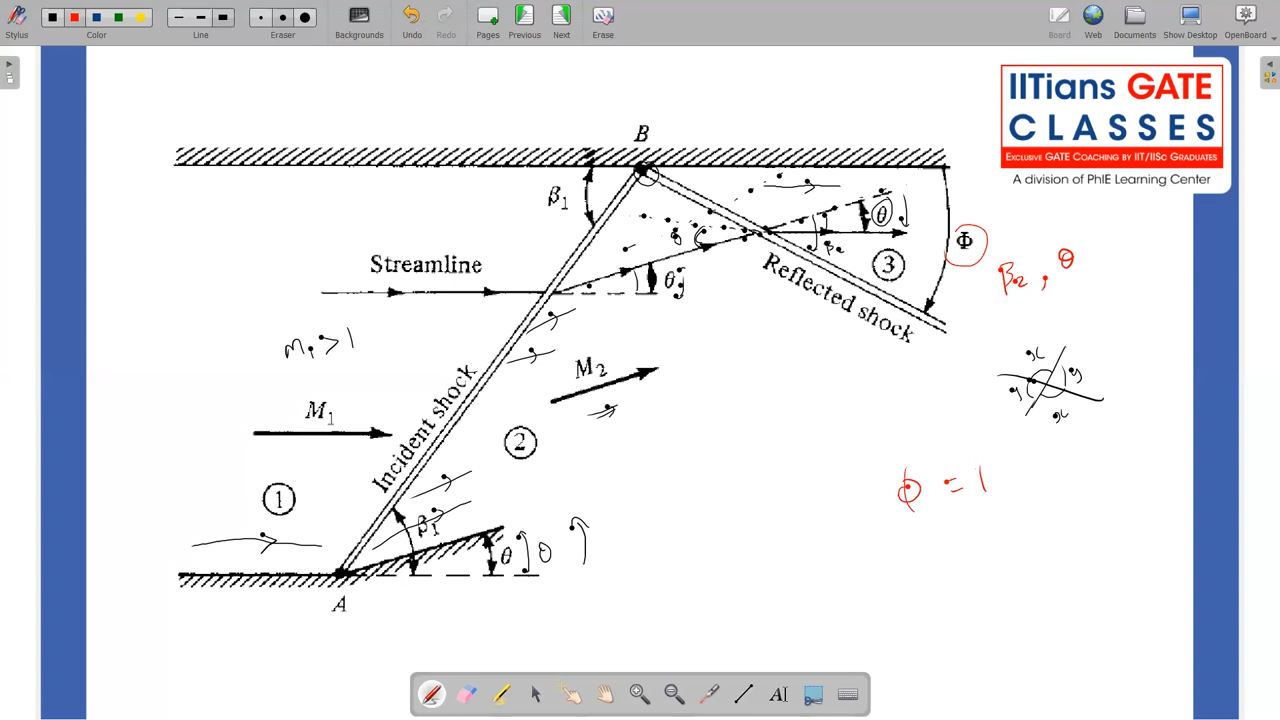 Stylus
Color
Line
Eraser
Backgrounds
Undo
Redo
Pages
Previous
Next
Erase
Board
Web
Documents
Show Desktop
OpenBoard
IITians GATE
CLASSES
EXCLUSIVE GATE COACHING BY IIT/IISc GRADUATES
A division of PhIE Learning Center
B
β₁
θ
Φ
β₂ , θ
Streamline
θ
③
Reflected shock
M₁ > 1
M₂
x
y
y
x
M₁
Incident shock
②
①
ϕ = 1
β₁
θ
θ
A